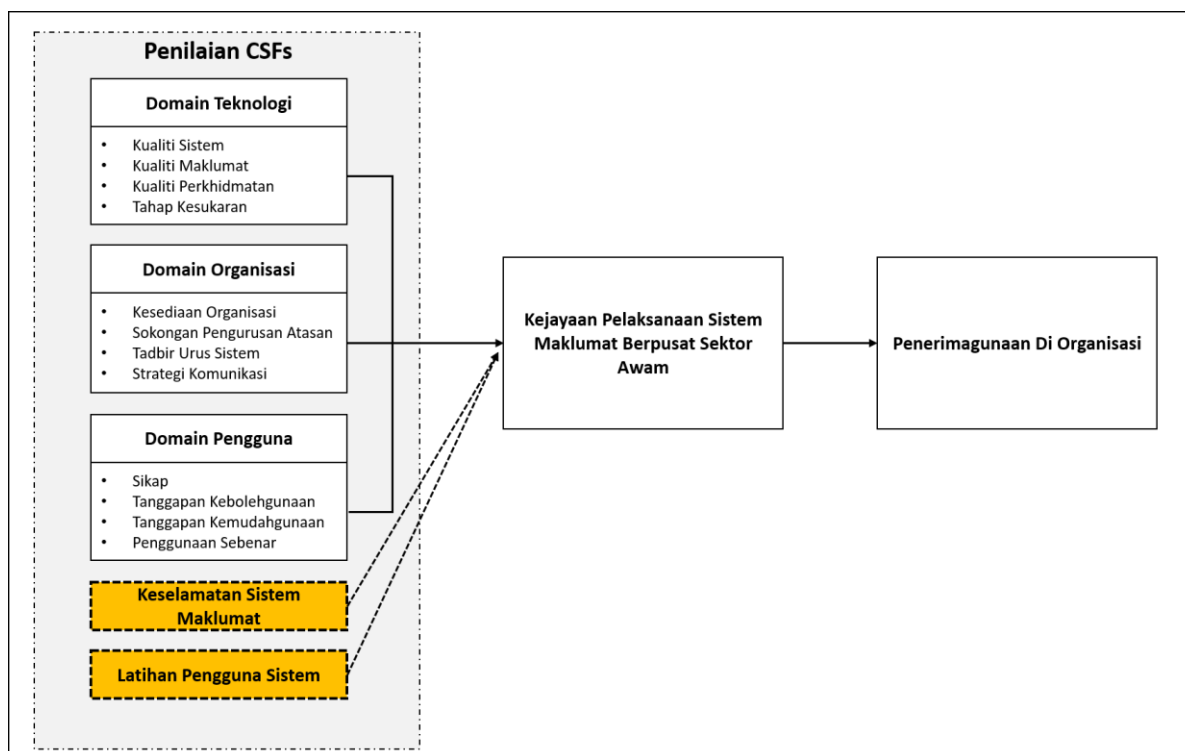 Penilaian CSFs
Domain Teknologi
• Kualiti Sistem
• Kualiti Maklumat
• Kualiti Perkhidmatan
• Tahap Kesukaran
Domain Organisasi
• Kesediaan Organisasi
• Sokongan Pengurusan Atasan
• Tadbir Urus Sistem
• Strategi Komunikasi
Domain Pengguna
• Sikap
• Tanggapan Kebolehgunaan
• Tanggapan Kemudahgunaan
• Penggunaan Sebenar
Keselamatan Sistem
Maklumat
Latihan Pengguna Sistem
Kejayaan Pelaksanaan Sistem
Maklumat Berpusat Sektor
Awam
Penerimagunaan Di Organisasi